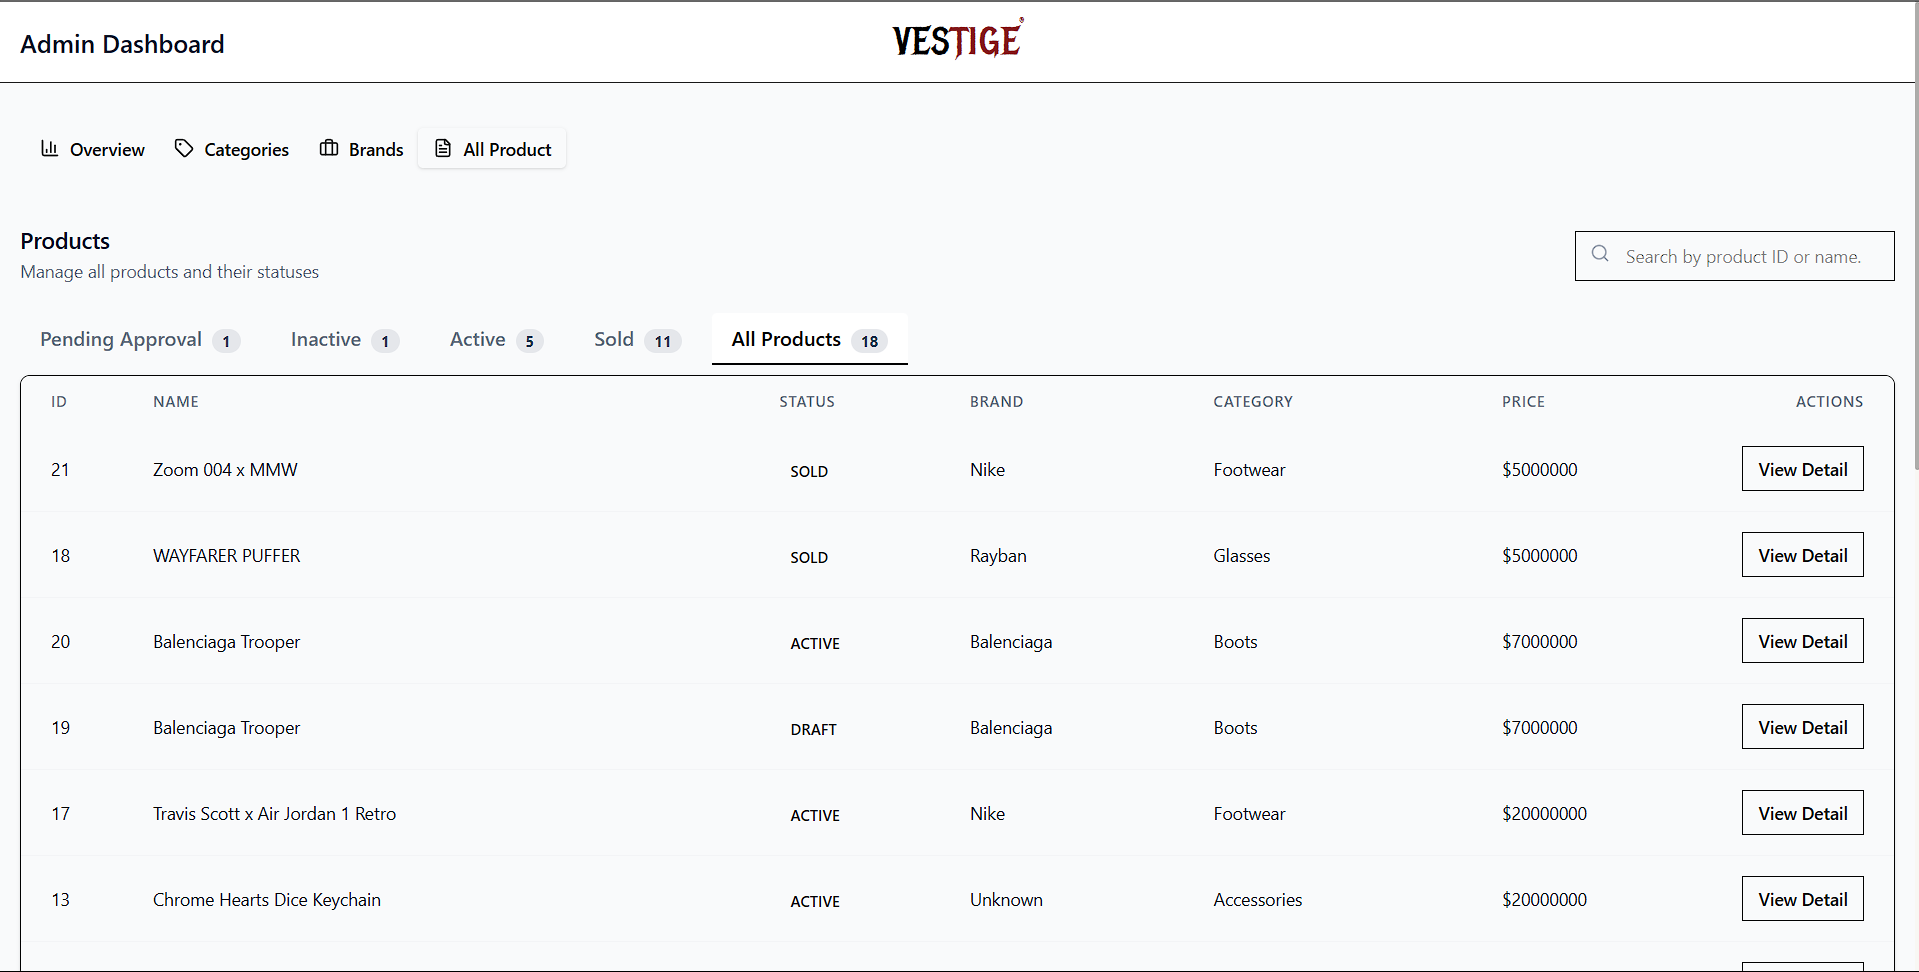 Admin Dashboard
VESTIGE®
Overview Categories Brands All Product
Products
Manage all products and their statuses
Search by product ID or name.
Pending Approval 1 Inactive 1 Active 5 Sold 11 All Products 18
ID NAME STATUS BRAND CATEGORY PRICE ACTIONS
21 Zoom 004 x MMW SOLD Nike Footwear $5000000 View Detail
18 WAYFARER PUFFER SOLD Rayban Glasses $5000000 View Detail
20 Balenciaga Trooper ACTIVE Balenciaga Boots $7000000 View Detail
19 Balenciaga Trooper DRAFT Balenciaga Boots $7000000 View Detail
17 Travis Scott x Air Jordan 1 Retro ACTIVE Nike Footwear $20000000 View Detail
13 Chrome Hearts Dice Keychain ACTIVE Unknown Accessories $20000000 View Detail